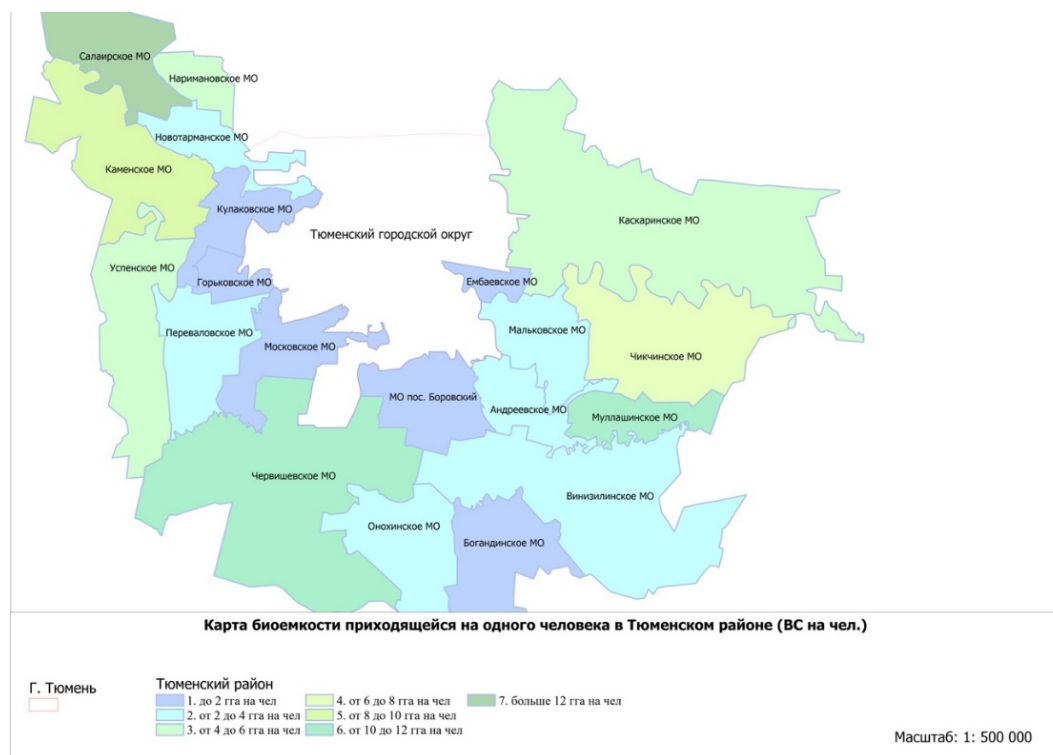 Салаирское МО
Наримановское МО
Новотарманское МО
Каменское МО
Кулаковское МО
Каскаринское МО
Тюменский городской округ
Успенское МО
Горьковское МО
Ембаевское МО
Переваловское МО
Мальковское МО
Московское МО
Чикчинское МО
МО пос. Боровский
Андреевское МО
Муллашинское МО
Червишевское МО
Винизилинское МО
Онохинское МО
Богандинское МО
Карта биоемкости приходящейся на одного человека в Тюменском районе (BC на чел.)
Г. Тюмень
Тюменский район
1. до 2 гга на чел
2. от 2 до 4 гга на чел
3. от 4 до 6 гга на чел
4. от 6 до 8 гга на чел
5. от 8 до 10 гга на чел
6. от 10 до 12 гга на чел
7. больше 12 гга на чел
Масштаб: 1: 500 000